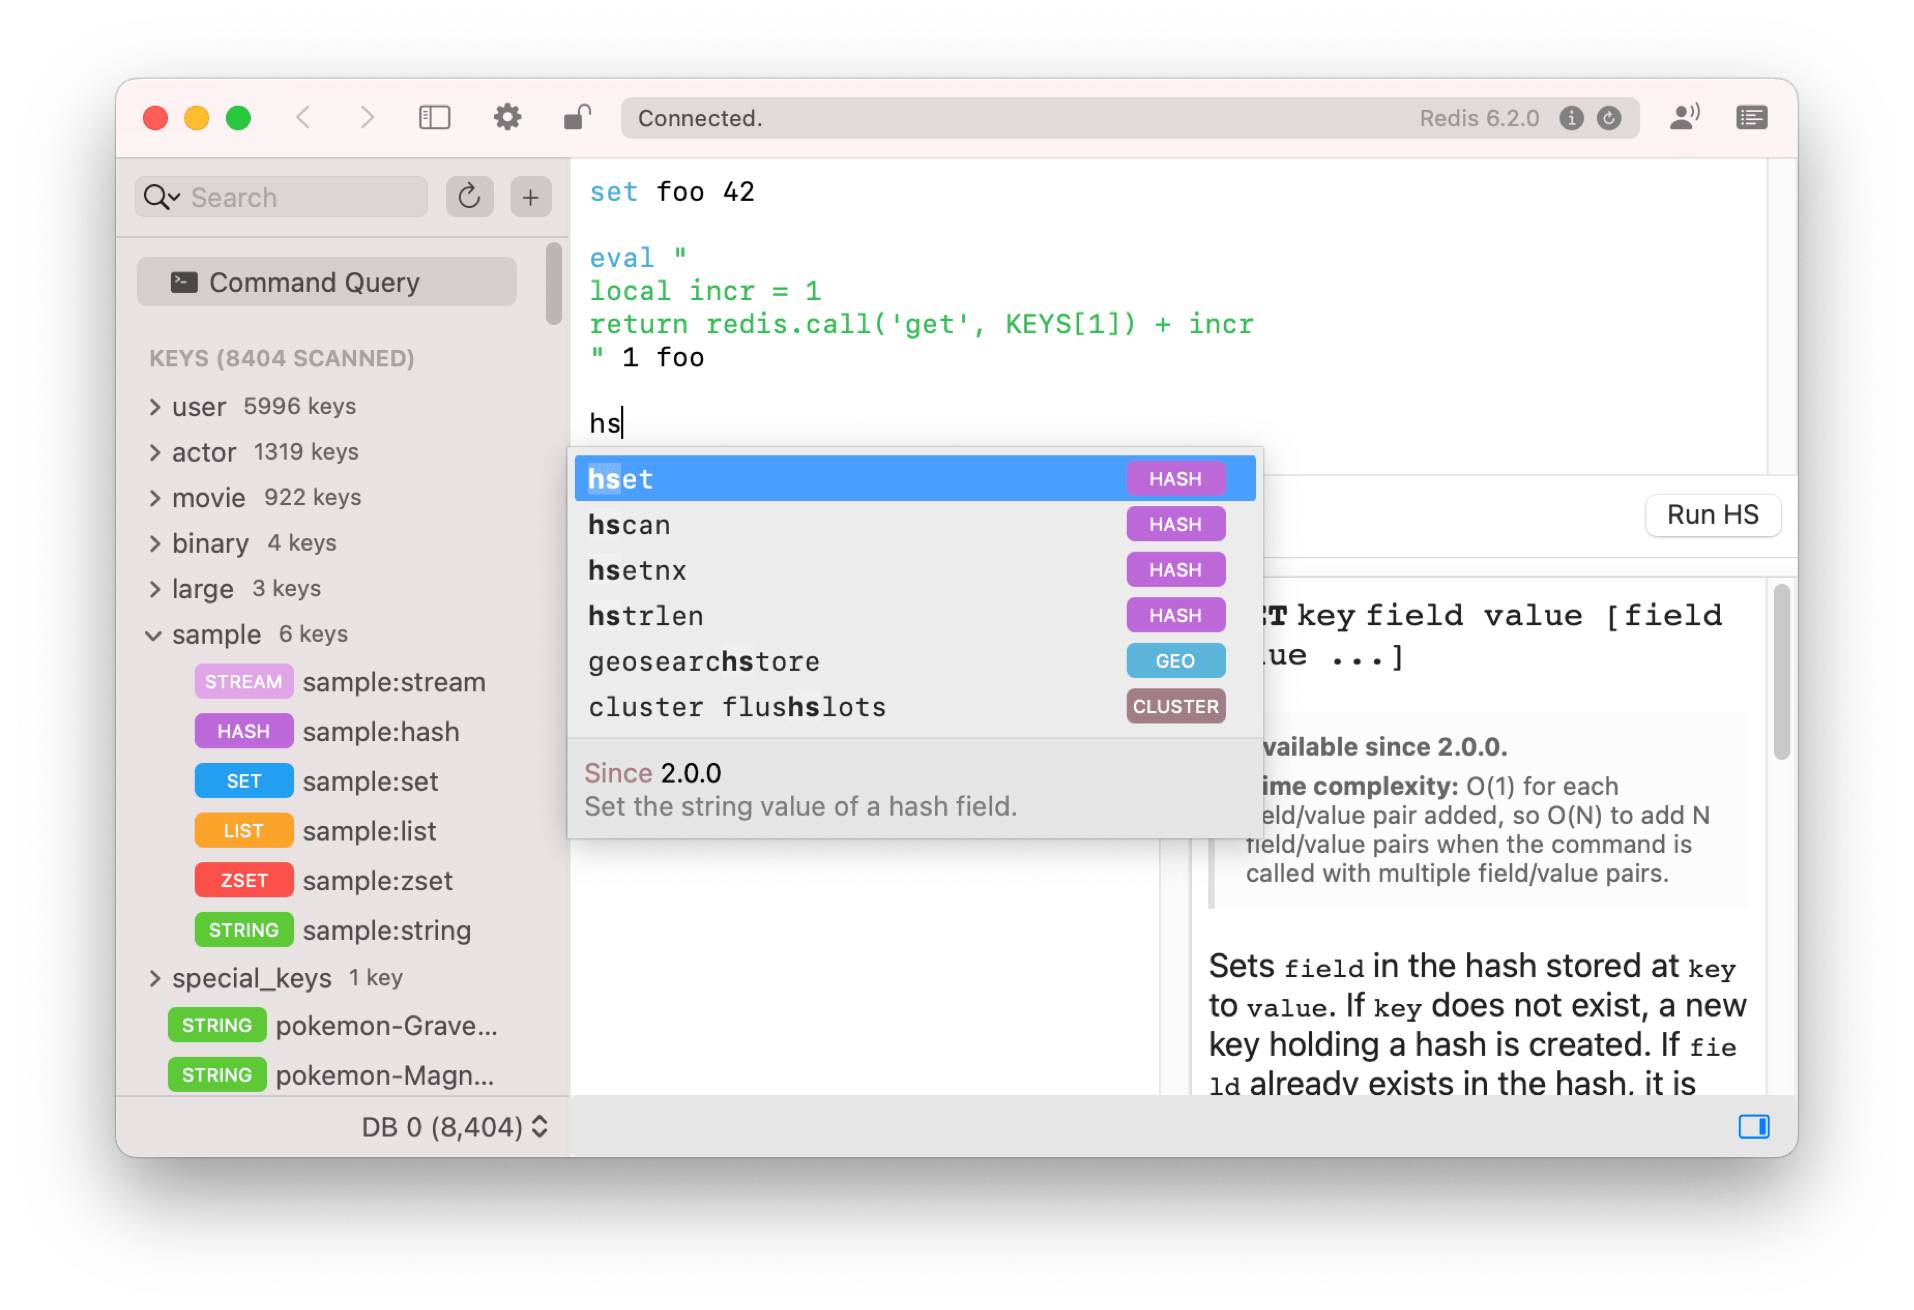 Connected.
Redis 6.2.0
Search
Command Query
KEYS (8404 SCANNED)
user 5996 keys
actor 1319 keys
movie 922 keys
binary 4 keys
large 3 keys
sample 6 keys
STREAM sample:stream
HASH sample:hash
SET sample:set
LIST sample:list
ZSET sample:zset
STRING sample:string
special_keys 1 key
STRING pokemon-Grave...
STRING pokemon-Magn...
DB 0 (8,404)
set foo 42
eval "
local incr = 1
return redis.call('get', KEYS[1]) + incr
" 1 foo
hs
hset HASH
hscan HASH
hsetnx HASH
hstrlen HASH
geosearchstore GEO
cluster flushslots CLUSTER
Since 2.0.0
Set the string value of a hash field.
Run HS
T key field value [field
ue ...]
vailable since 2.0.0.
ime complexity: O(1) for each
eld/value pair added, so O(N) to add N
field/value pairs when the command is
called with multiple field/value pairs.
Sets field in the hash stored at key
to value. If key does not exist, a new
key holding a hash is created. If fie
ld already exists in the hash, it is